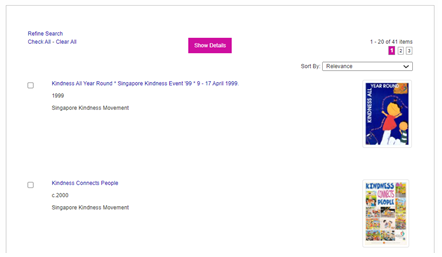 Refine Search
Check All - Clear All
Show Details
1 - 20 of 41 items
1 2 3
Sort By: Relevance
Kindness All Year Round " Singapore Kindness Event '99 " 9 - 17 April 1999.
1999
Singapore Kindness Movement
YEAR ROUND
KINDNESS ALL
Kindness Connects People
c.2000
Singapore Kindness Movement
KINDNESS
CONNECTS
PEOPLE